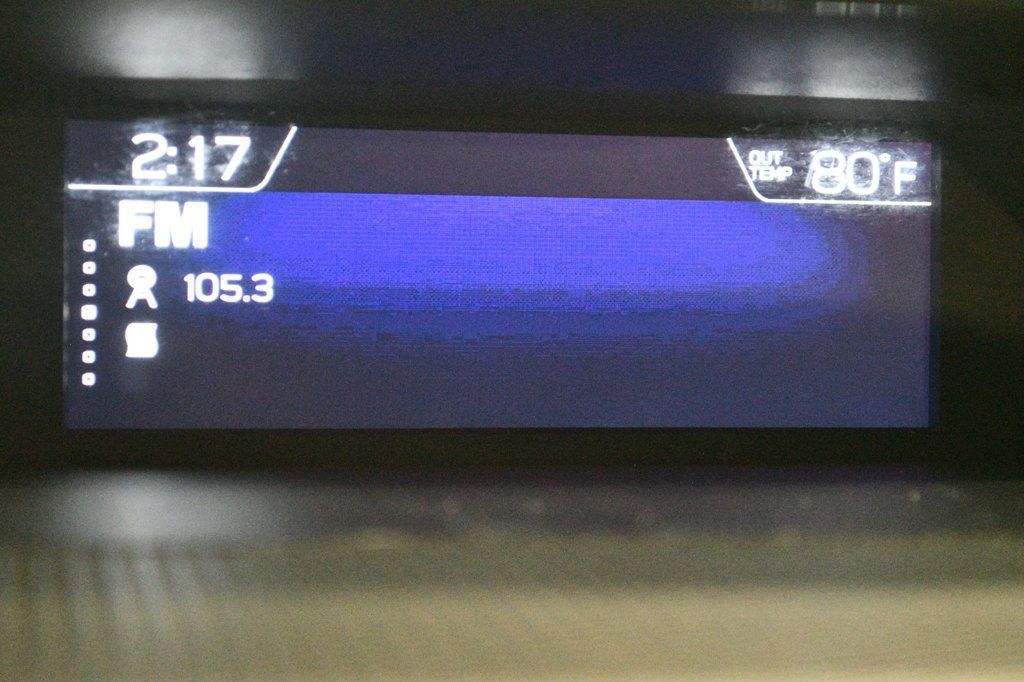 2:17
OUT
TEMP
80°F
FM
105.3